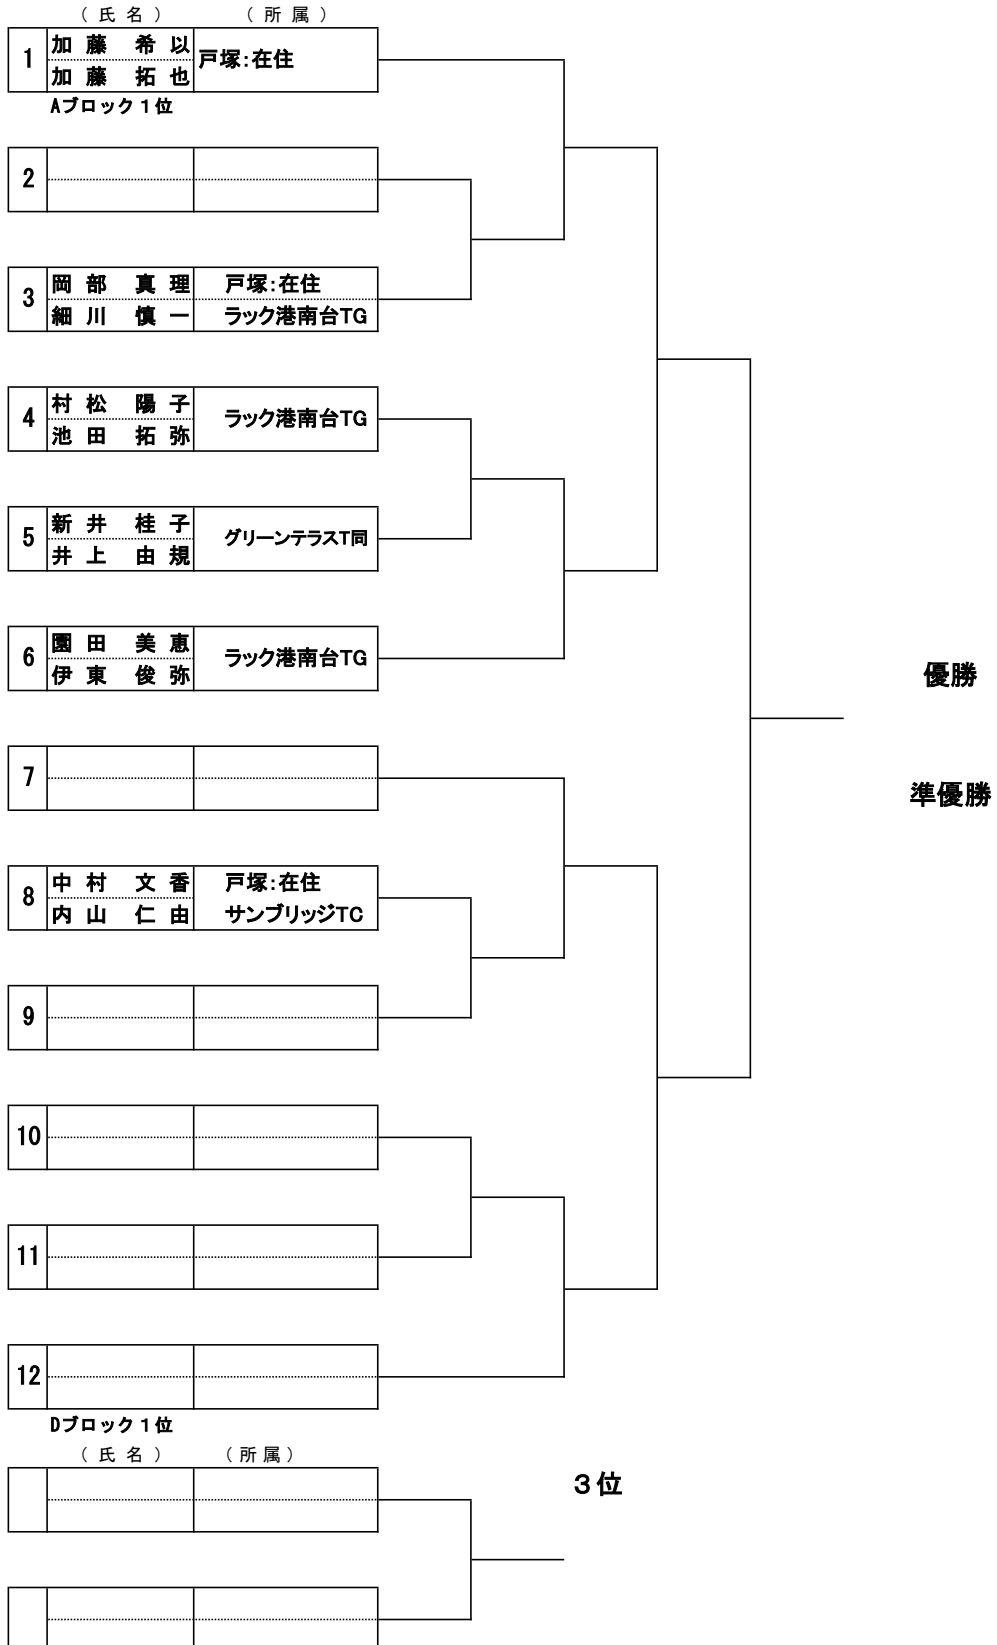 （ 氏 名 ） （ 所 属 ）
1 加 藤 希 以 戸塚：在住
加 藤 拓 也
Aブロック１位
2
3 岡 部 真 理 戸塚：在住
細 川 慎 一 ラック港南台TG
4 村 松 陽 子 ラック港南台TG
池 田 拓 弥
5 新 井 桂 子 グリーンテラスT同
井 上 由 規
6 園 田 美 恵 ラック港南台TG
伊 東 俊 弥
優勝
7
準優勝
8 中 村 文 香 戸塚：在住
内 山 仁 由 サンブリッジTC
9
10
11
12
Dブロック１位
（ 氏 名 ） （ 所 属 ）
３位